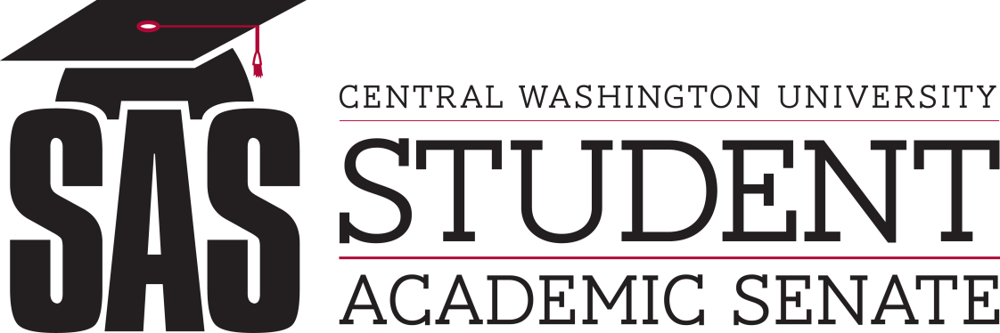 SAS
CENTRAL WASHINGTON UNIVERSITY
STUDENT
ACADEMIC SENATE